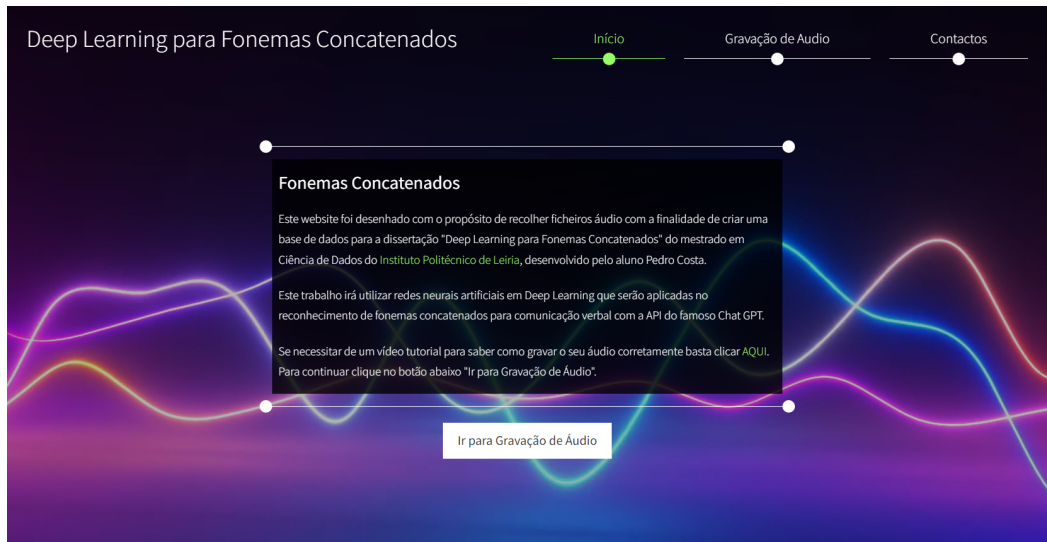 Deep Learning para Fonemas Concatenados
Início
Gravação de Audio
Contactos
Fonemas Concatenados
Este website foi desenhado com o propósito de recolher ficheiros áudio com a finalidade de criar uma
base de dados para a dissertação "Deep Learning para Fonemas Concatenados" do mestrado em
Ciência de Dados do Instituto Politécnico de Leiria, desenvolvido pelo aluno Pedro Costa.
Este trabalho irá utilizar redes neurais artificiais em Deep Learning que serão aplicadas no
reconhecimento de fonemas concatenados para comunicação verbal com a API do famoso Chat GPT.
Se necessitar de um vídeo tutorial para saber como gravar o seu áudio corretamente basta clicar AQUI.
Para continuar clique no botão abaixo "Ir para Gravação de Áudio".
Ir para Gravação de Áudio